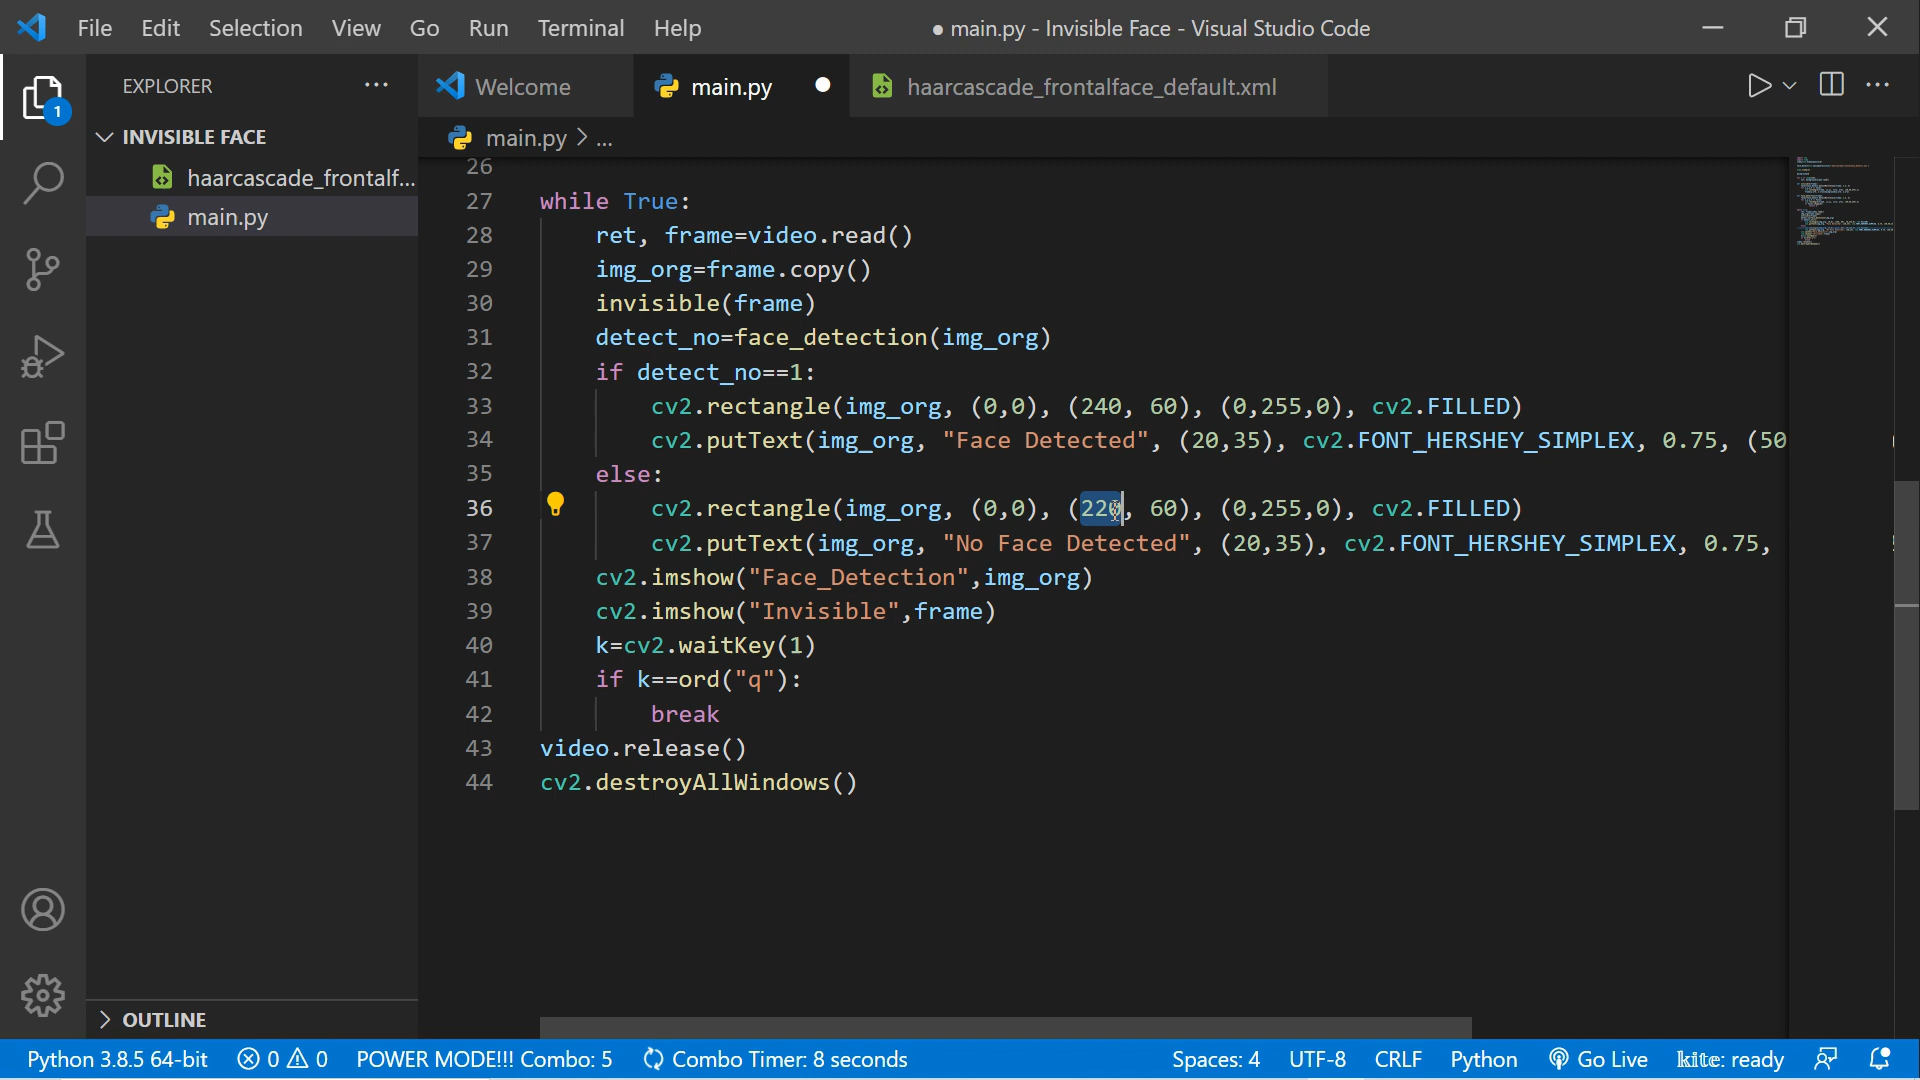 File Edit Selection View Go Run Terminal Help
● main.py - Invisible Face - Visual Studio Code
EXPLORER
Welcome
main.py
haarcascade_frontalface_default.xml
1
INVISIBLE FACE
haarcascade_frontalf...
main.py
OUTLINE
main.py > ...
26
27 while True:
28 ret, frame=video.read()
29 img_org=frame.copy()
30 invisible(frame)
31 detect_no=face_detection(img_org)
32 if detect_no==1:
33 cv2.rectangle(img_org, (0,0), (240, 60), (0,255,0), cv2.FILLED)
34 cv2.putText(img_org, "Face Detected", (20,35), cv2.FONT_HERSHEY_SIMPLEX, 0.75, (50
35 else:
36 cv2.rectangle(img_org, (0,0), (220, 60), (0,255,0), cv2.FILLED)
37 cv2.putText(img_org, "No Face Detected", (20,35), cv2.FONT_HERSHEY_SIMPLEX, 0.75,
38 cv2.imshow("Face_Detection",img_org)
39 cv2.imshow("Invisible",frame)
40 k=cv2.waitKey(1)
41 if k==ord("q"):
42 break
43 video.release()
44 cv2.destroyAllWindows()
Python 3.8.5 64-bit 0 0 POWER MODE!!! Combo: 5 Combo Timer: 8 seconds Spaces: 4 UTF-8 CRLF Python Go Live kite: ready